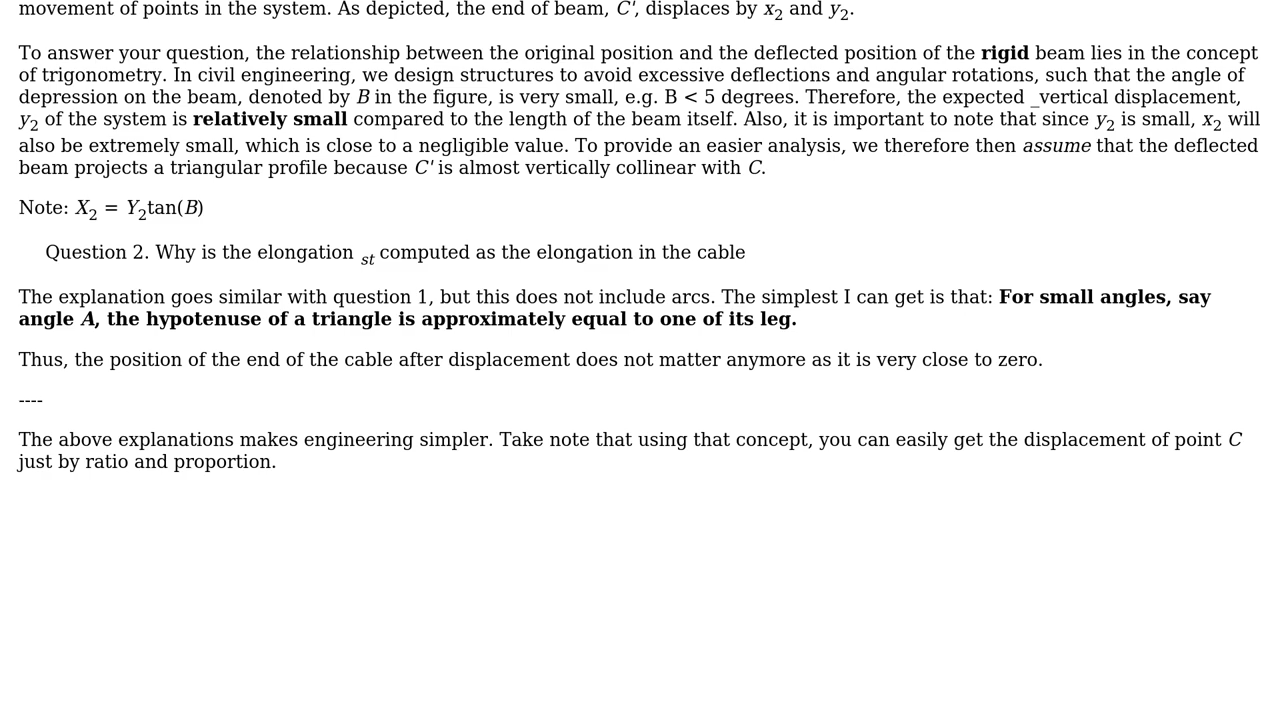 movement of points in the system. As depicted, the end of beam, C', displaces by x2 and y2.
To answer your question, the relationship between the original position and the deflected position of the rigid beam lies in the concept
of trigonometry. In civil engineering, we design structures to avoid excessive deflections and angular rotations, such that the angle of
depression on the beam, denoted by B in the figure, is very small, e.g. B < 5 degrees. Therefore, the expected _vertical displacement,
y2 of the system is relatively small compared to the length of the beam itself. Also, it is important to note that since y2 is small, x2 will
also be extremely small, which is close to a negligible value. To provide an easier analysis, we therefore then assume that the deflected
beam projects a triangular profile because C' is almost vertically collinear with C.
Note: X2 = Y2tan(B)
Question 2. Why is the elongation st computed as the elongation in the cable
The explanation goes similar with question 1, but this does not include arcs. The simplest I can get is that: For small angles, say
angle A, the hypotenuse of a triangle is approximately equal to one of its leg.
Thus, the position of the end of the cable after displacement does not matter anymore as it is very close to zero.
----
The above explanations makes engineering simpler. Take note that using that concept, you can easily get the displacement of point C
just by ratio and proportion.